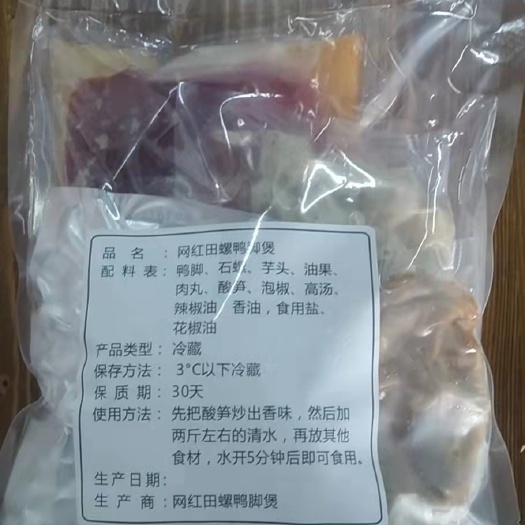 品 名 ：网红田螺鸭脚煲
配 料 表：鸭脚、石螺、芋头、油果、
肉丸、酸笋、泡椒、高汤、
辣椒油、香油，食用盐、
花椒油
产品类型： 冷藏
保存方法： 3°C以下冷藏
保 质 期： 30天
使用方法： 先把酸笋炒出香味，然后加
两斤左右的清水，再放其他
食材，水开5分钟后即可食用。
生产日期：
生 产 商：网红田螺鸭脚煲